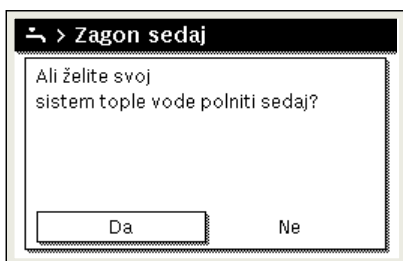 > Zagon sedaj
Ali želite svoj
sistem tople vode polniti sedaj?
Da
Ne